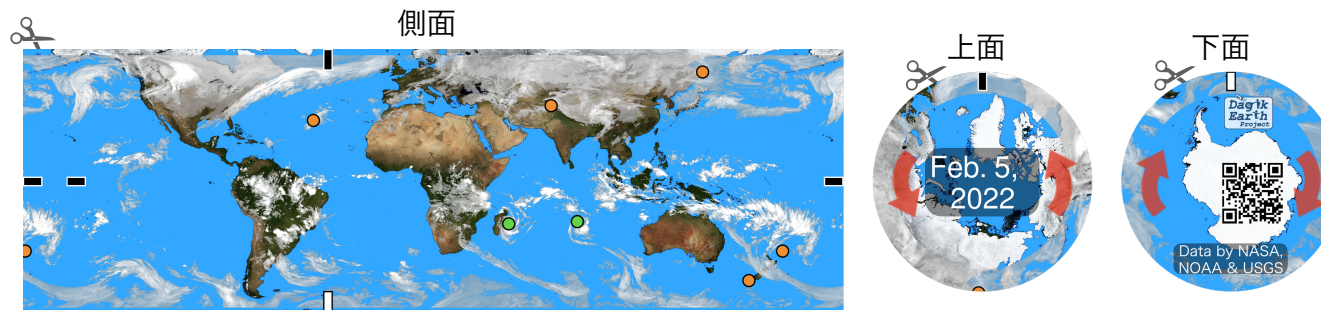 側面
上面
下面
Feb. 5,
2022
Dagik
Earth
Project
Data by NASA,
NOAA & USGS